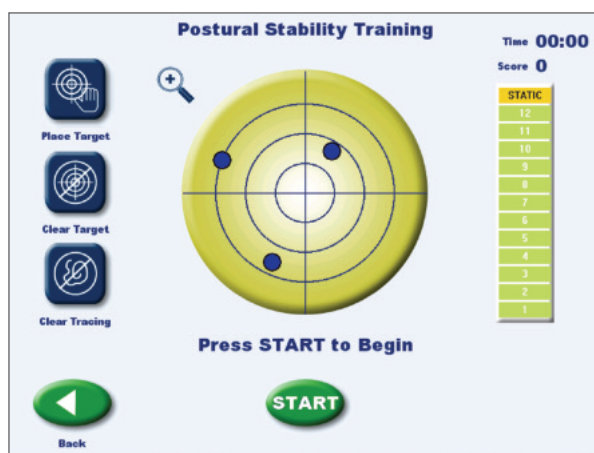 Postural Stability Training
Time 00:00
Score 0
Place Target
Clear Target
Clear Tracing
STATIC
12
11
10
9
8
7
6
5
4
3
2
1
Press START to Begin
START
Back